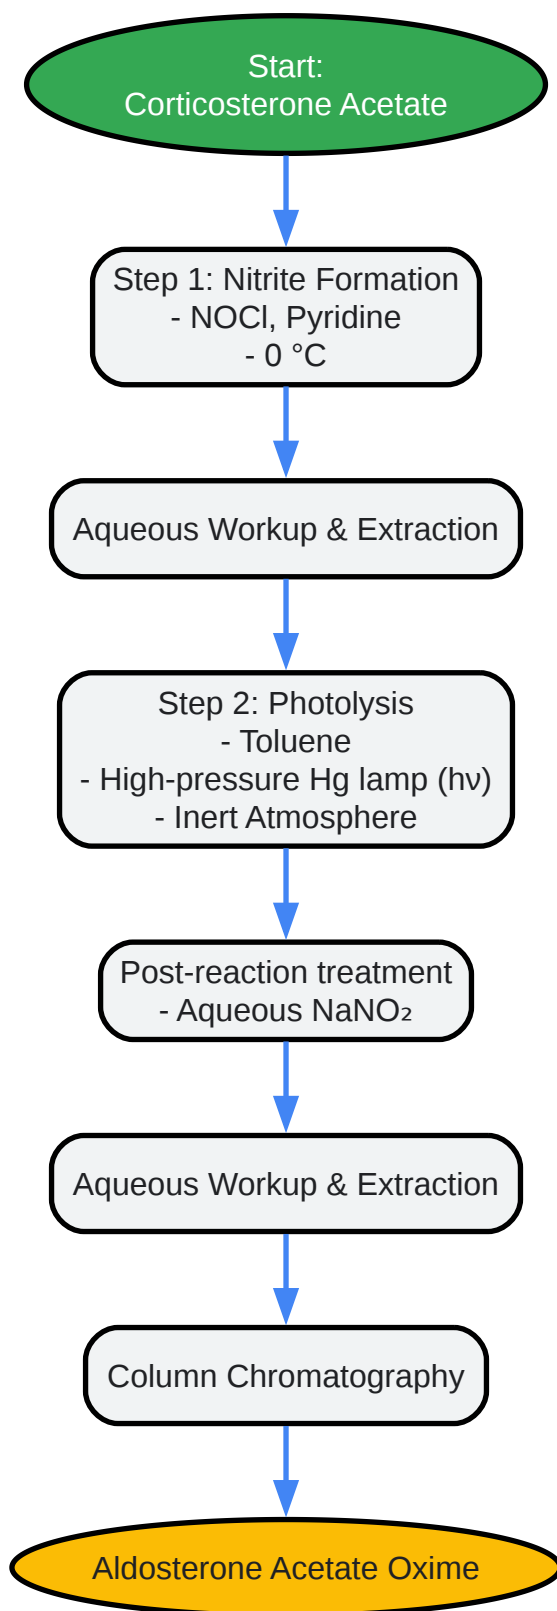 Start:
Corticosterone Acetate
Step 1: Nitrite Formation
- NOCl, Pyridine
- 0 °C
Aqueous Workup & Extraction
Step 2: Photolysis
- Toluene
- High-pressure Hg lamp (hν)
- Inert Atmosphere
Post-reaction treatment
- Aqueous NaNO₂
Aqueous Workup & Extraction
Column Chromatography
Aldosterone Acetate Oxime